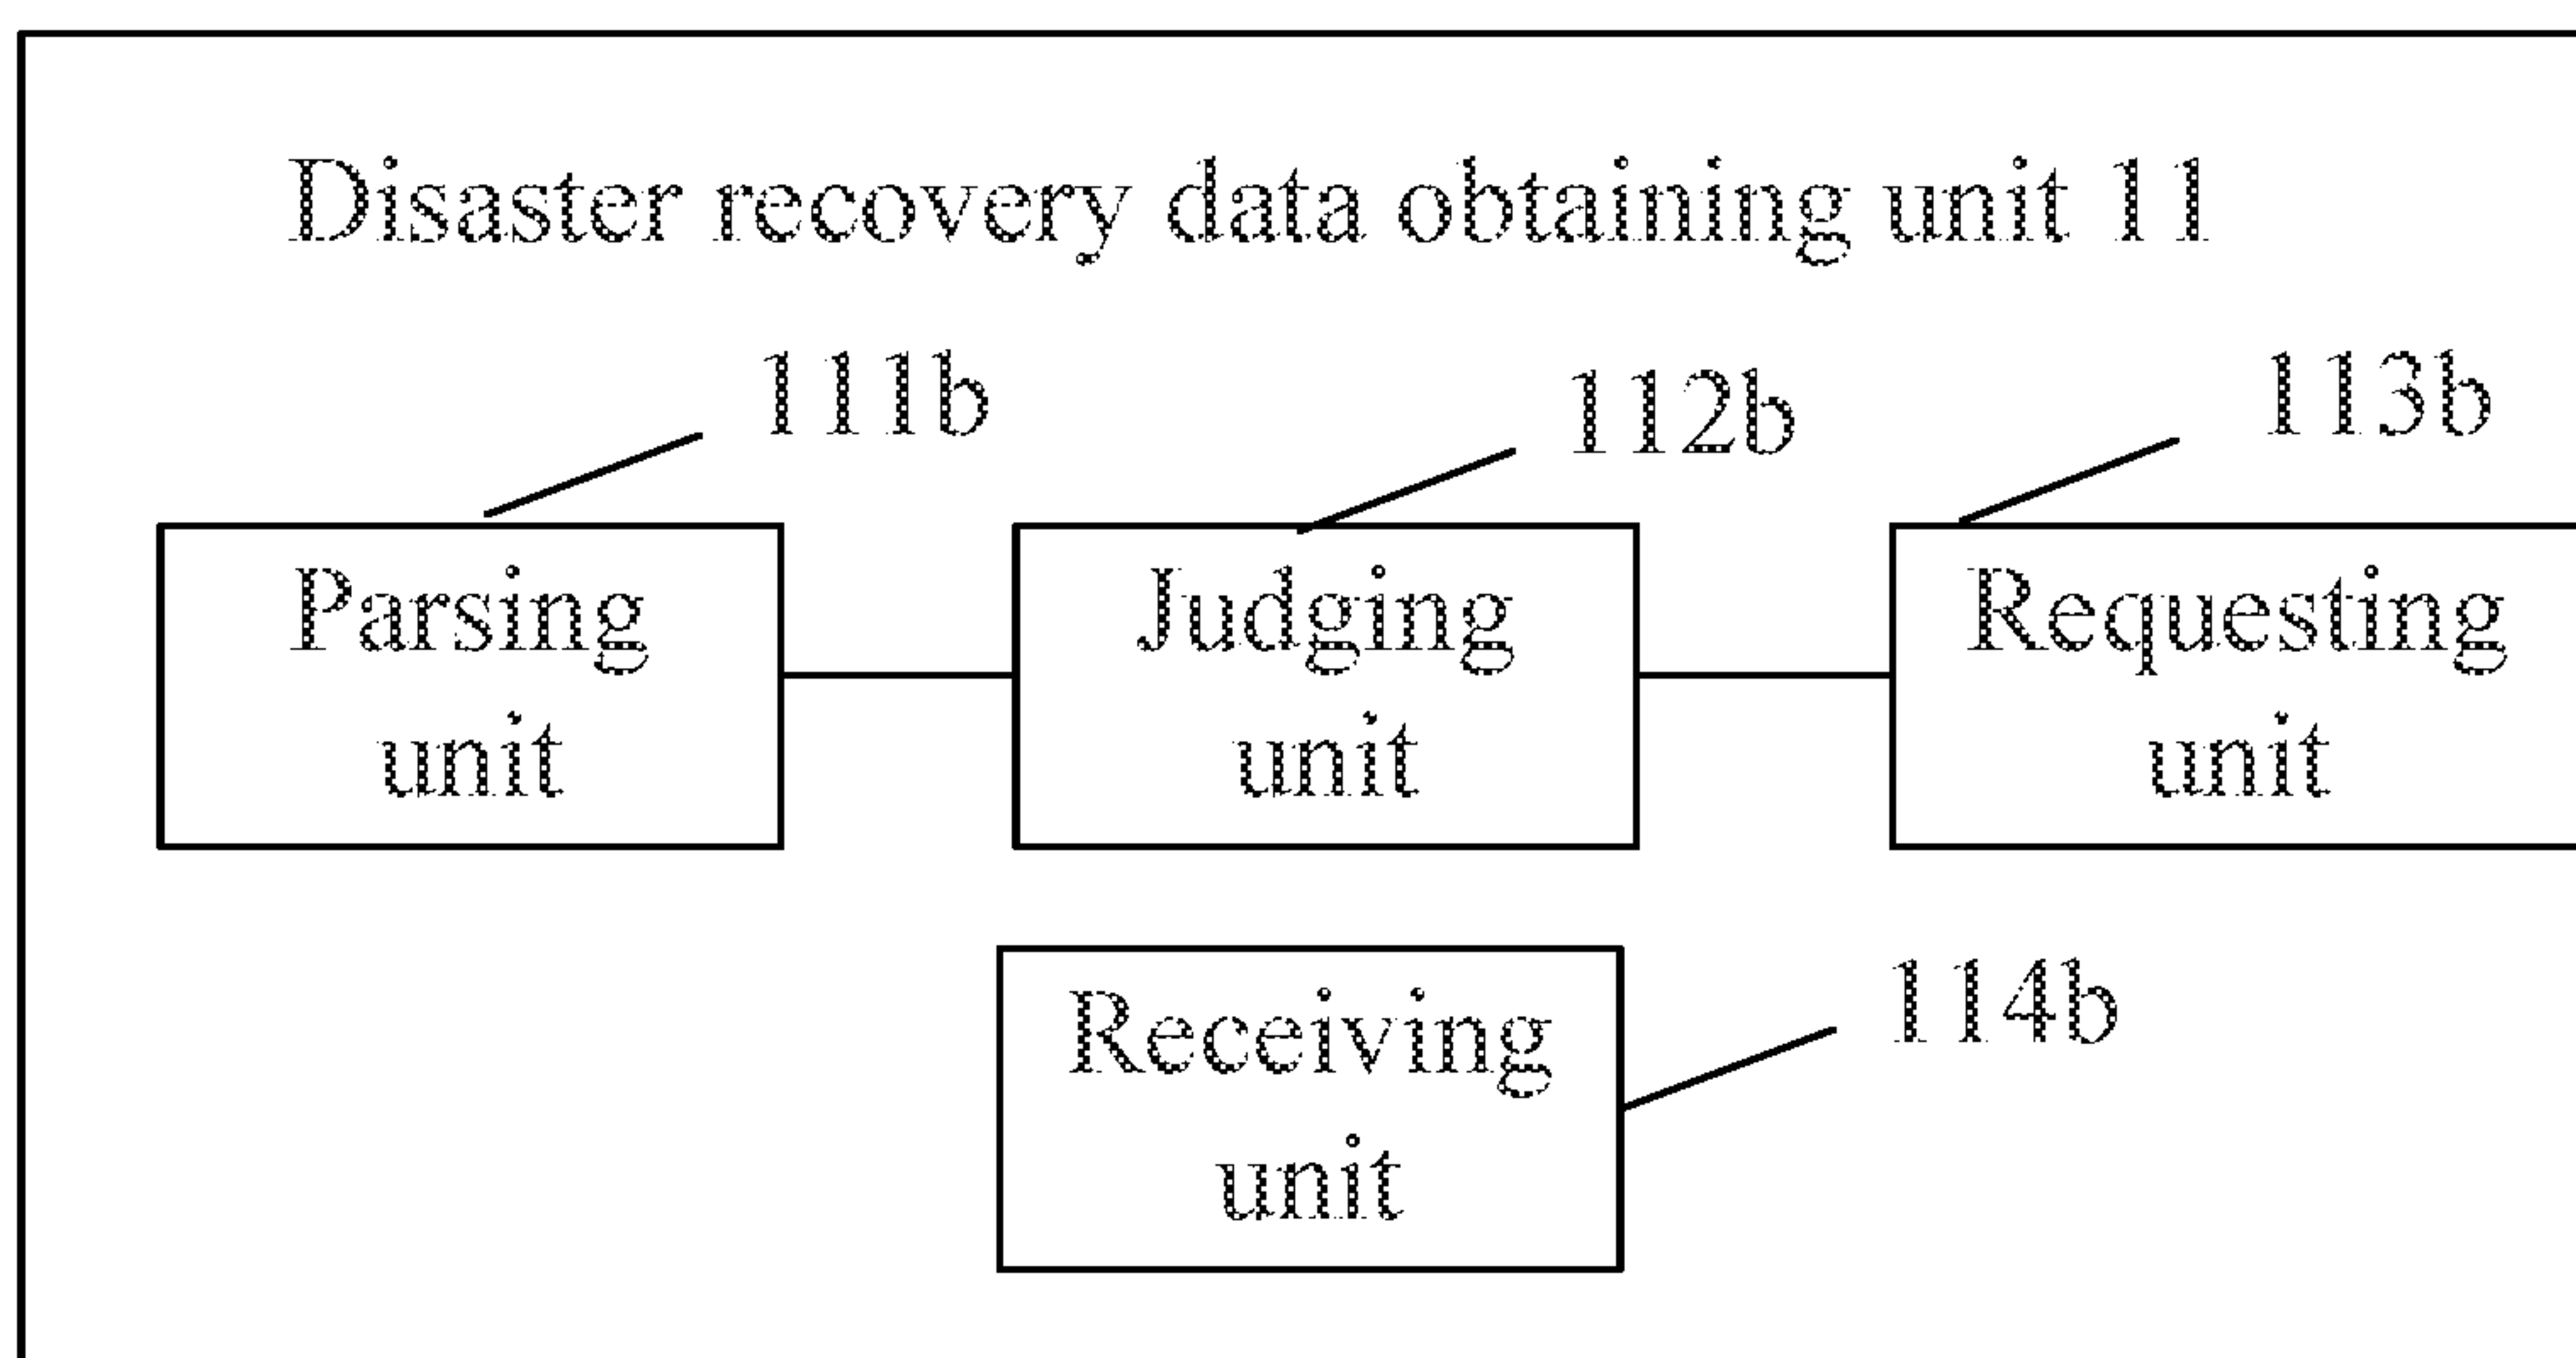 Disaster recovery data obtaining unit 11
111b
112b
113b
Parsing
unit
Judging
unit
Requesting
unit
Receiving
unit
114b